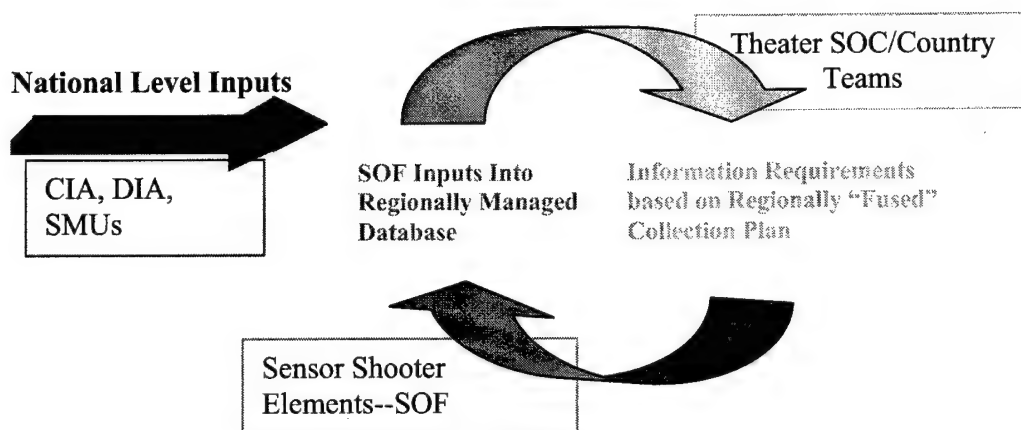 Theater SOC/Country
Teams
National Level Inputs
CIA, DIA,
SMUs
SOF Inputs Into
Regionally Managed
Database
Information Requirements
based on Regionally “Fused”
Collection Plan
Sensor Shooter
Elements--SOF